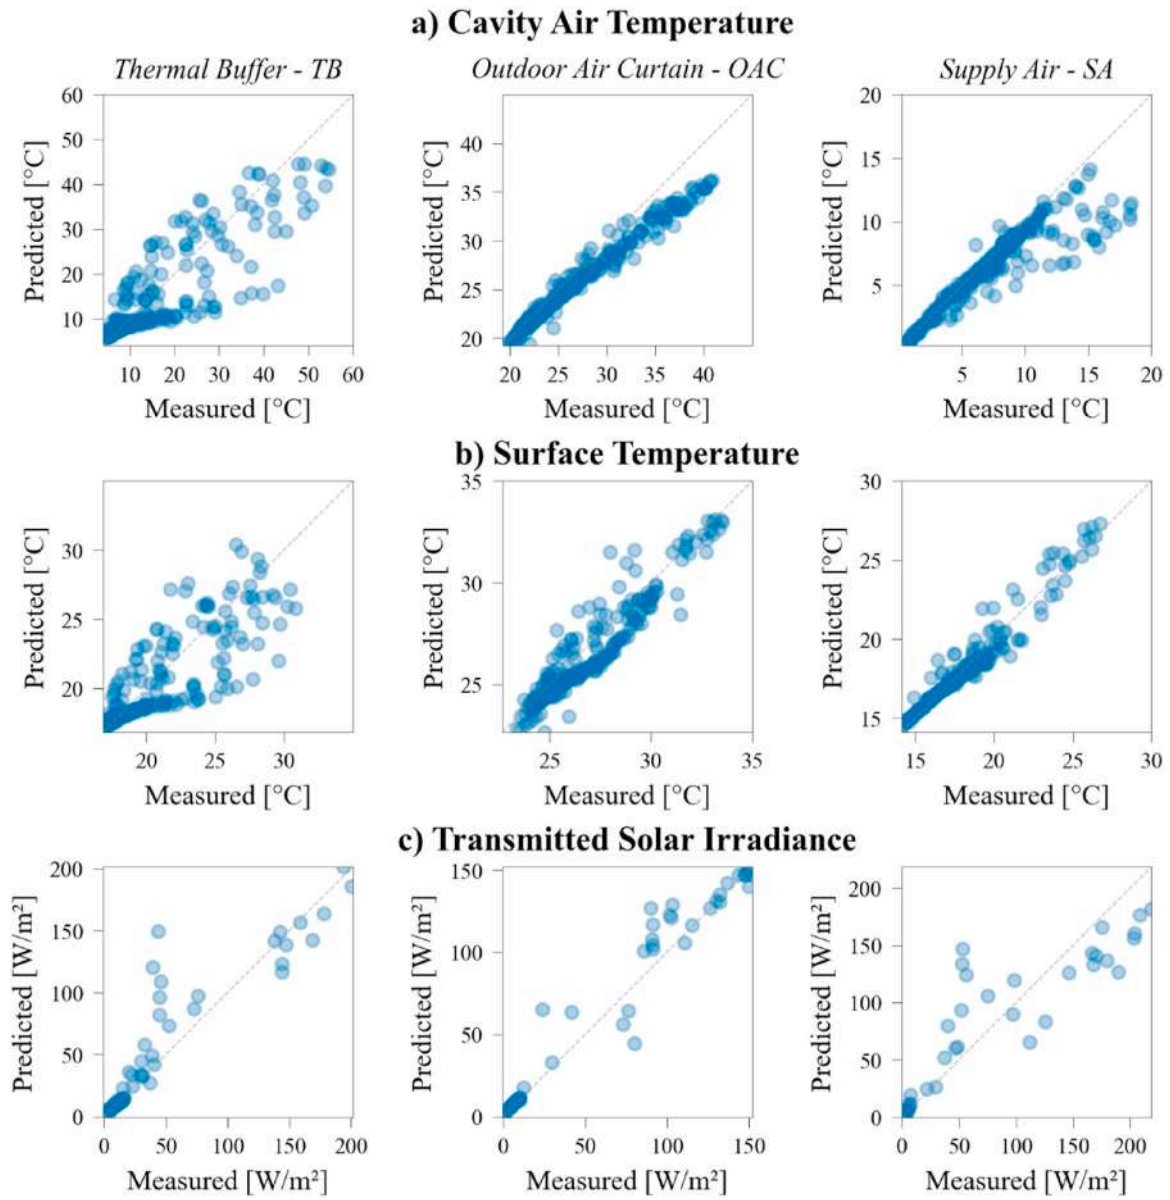 a) Cavity Air Temperature
Thermal Buffer - TB
Outdoor Air Curtain - OAC
Supply Air - SA
Predicted [°C]
60
50
40
30
20
10
10 20 30 40 50 60
Measured [°C]
Predicted [°C]
40
35
30
25
20
20 25 30 35 40
Measured [°C]
Predicted [°C]
20
15
10
5
5 10 15 20
Measured [°C]
b) Surface Temperature
Predicted [°C]
30
25
20
20 25 30
Measured [°C]
Predicted [°C]
35
30
25
25 30 35
Measured [°C]
Predicted [°C]
30
25
20
15
15 20 25 30
Measured [°C]
c) Transmitted Solar Irradiance
Predicted [W/m²]
200
150
100
50
0
0 50 100 150 200
Measured [W/m²]
Predicted [W/m²]
150
100
50
0
0 50 100 150
Measured [W/m²]
Predicted [W/m²]
200
150
100
50
0
0 50 100 150 200
Measured [W/m²]